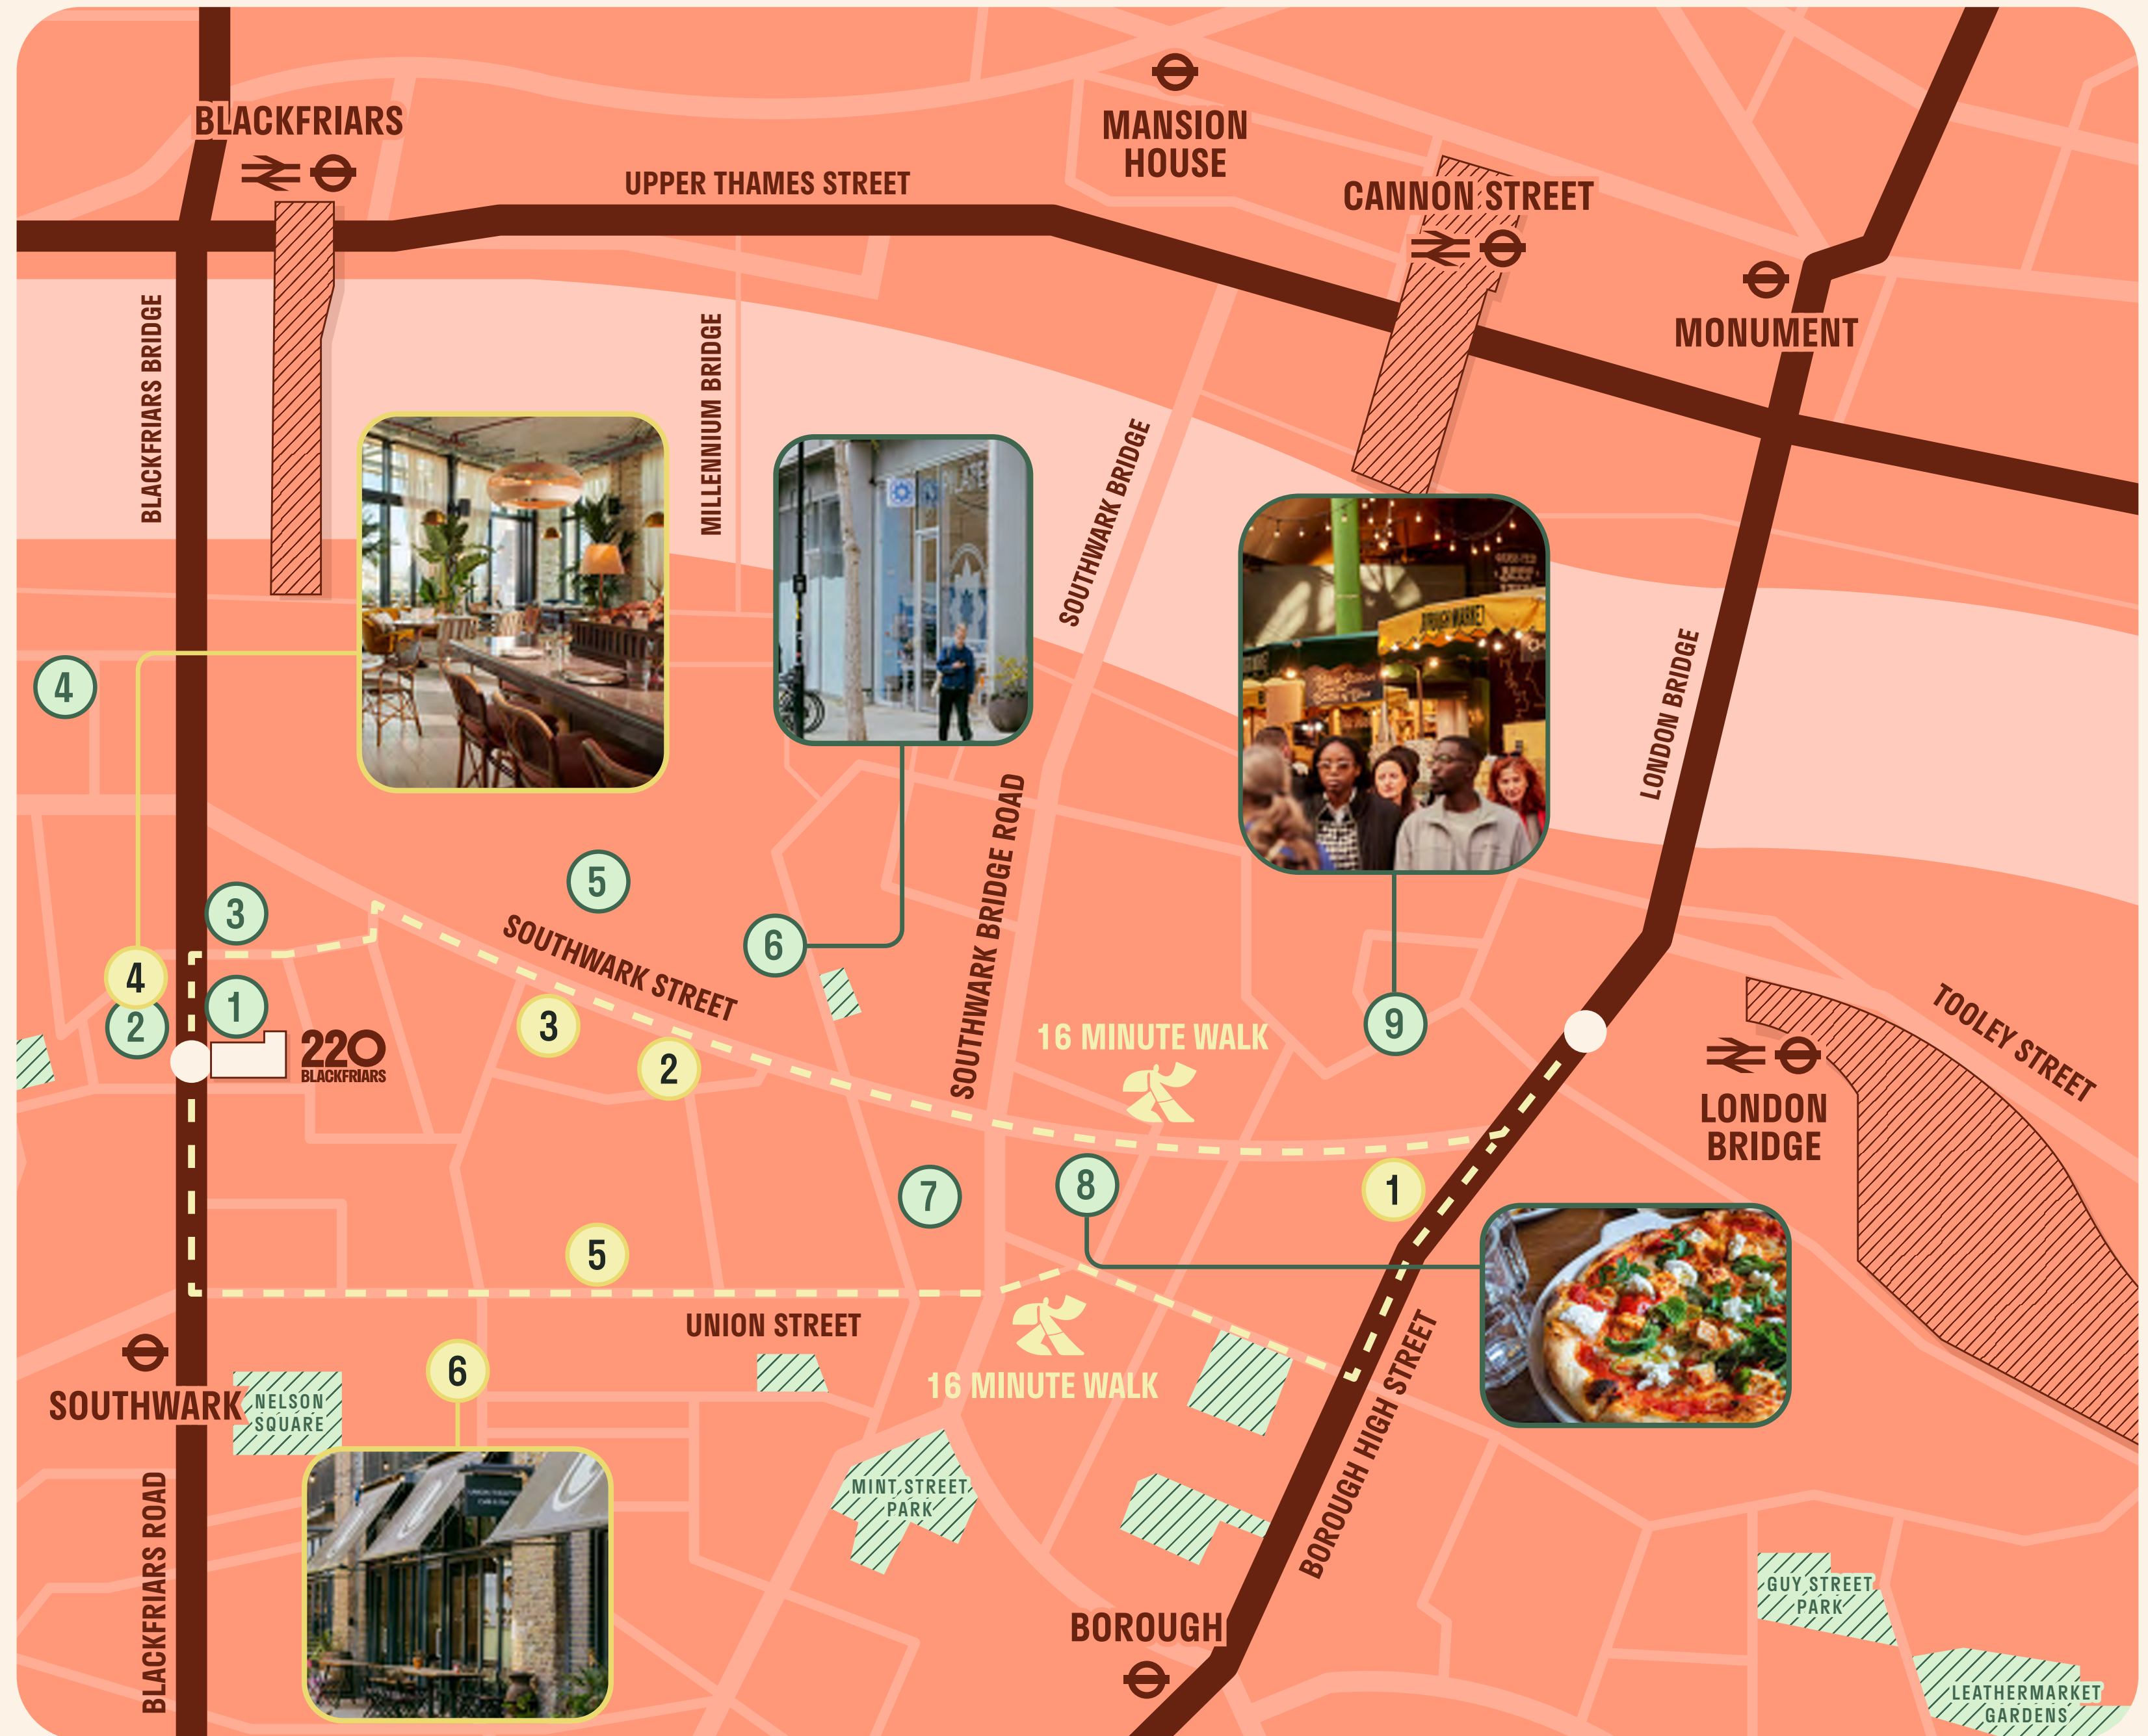 BLACKFRIARS
MANSION
HOUSE
UPPER THAMES STREET
CANNON STREET
MONUMENT
BLACKFRIARS BRIDGE
MILLENNIUM BRIDGE
SOUTHWARK BRIDGE
LONDON BRIDGE
BOROUGH MARKET
4
5
3
6
SOUTHWARK STREET
SOUTHWARK BRIDGE ROAD
4
1
2
220
BLACKFRIARS
3
2
16 MINUTE WALK
9
TOOLEY STREET
LONDON
BRIDGE
7
8
1
5
UNION STREET
16 MINUTE WALK
SOUTHWARK
6
NELSON
SQUARE
BOROUGH HIGH STREET
MINT STREET
PARK
BLACKFRIARS ROAD
GUY STREET
PARK
BOROUGH
LEATHERMARKET
GARDENS